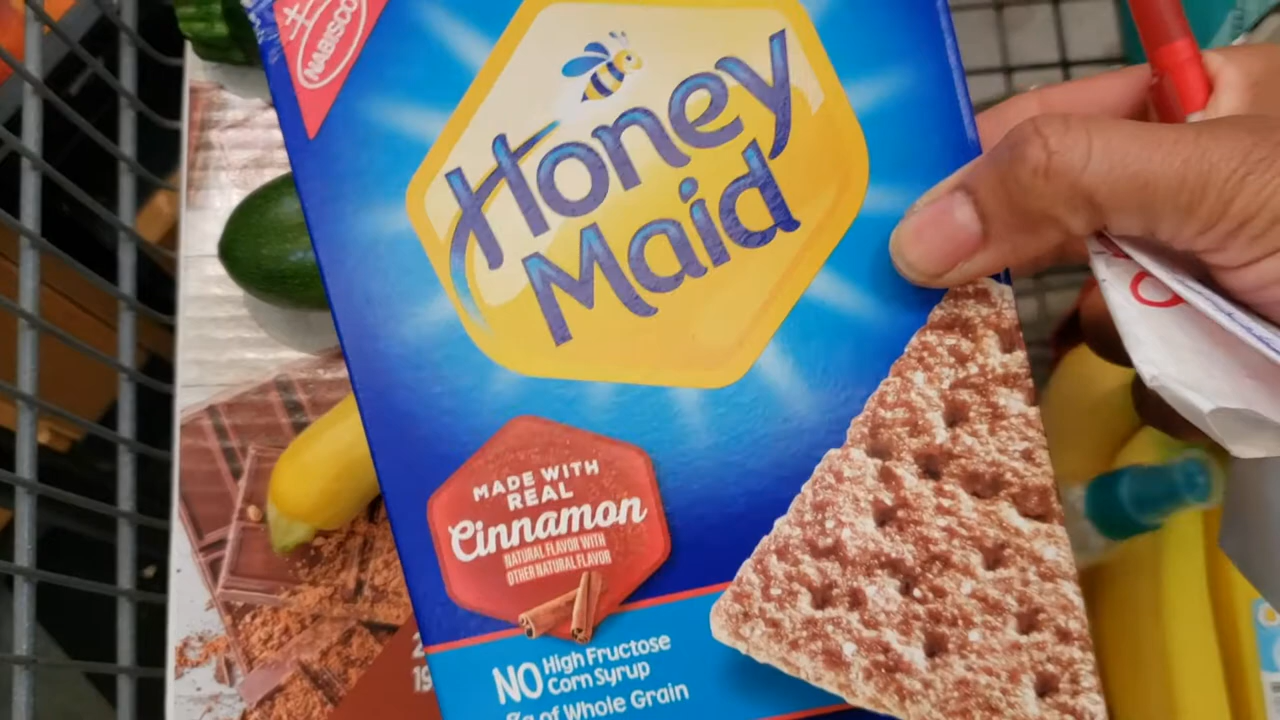 NABISCO
Honey
Maid
MADE WITH
REAL
Cinnamon
NATURAL FLAVOR WITH
OTHER NATURAL FLAVOR
NO High Fructose
Corn Syrup
of Whole Grain